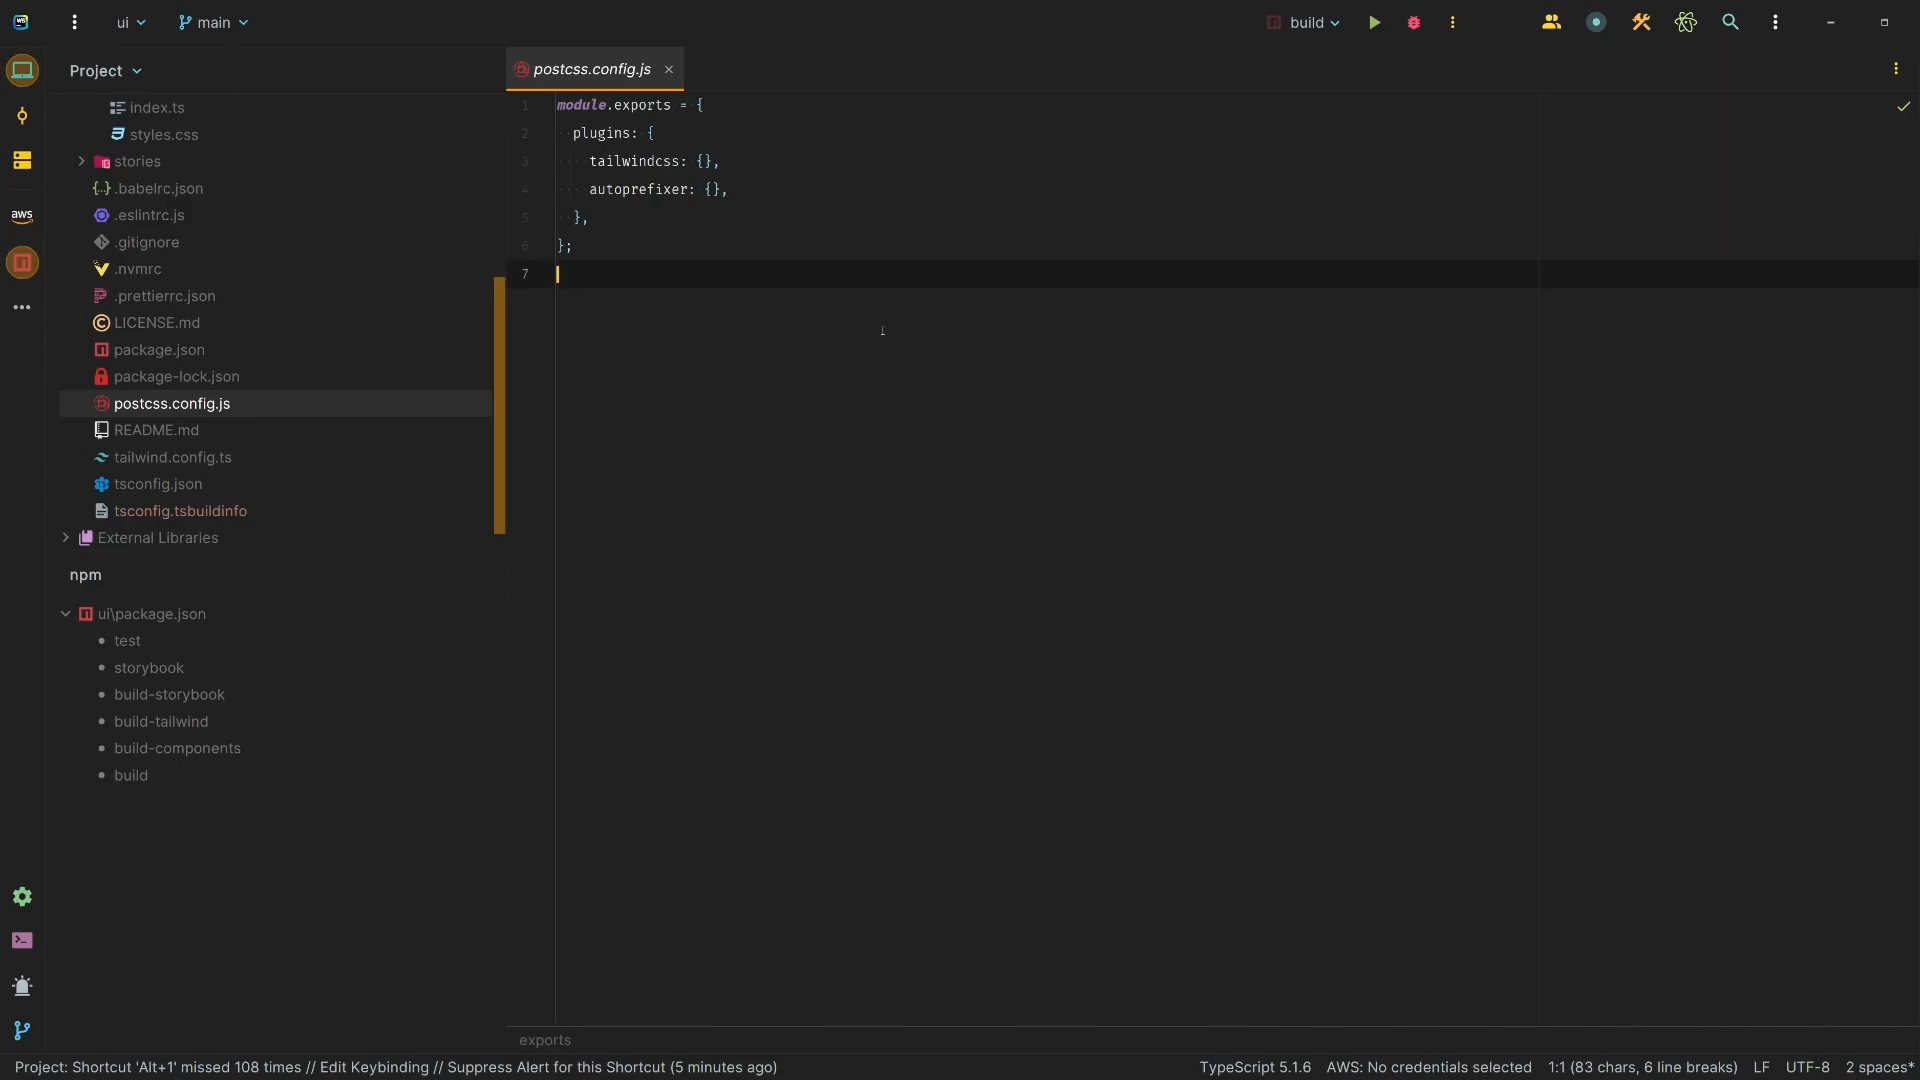 ui
main
build
Project
postcss.config.js
index.ts
styles.css
stories
.babelrc.json
.eslintrc.js
.gitignore
.nvmrc
.prettierrc.json
LICENSE.md
package.json
package-lock.json
postcss.config.js
README.md
tailwind.config.ts
tsconfig.json
tsconfig.tsbuildinfo
External Libraries
npm
ui\package.json
test
storybook
build-storybook
build-tailwind
build-components
build
aws
1 module.exports = {
2 plugins: {
3 tailwindcss: {},
4 autoprefixer: {},
5 },
6 };
7
exports
Project: Shortcut 'Alt+1' missed 108 times // Edit Keybinding // Suppress Alert for this Shortcut (5 minutes ago)
TypeScript 5.1.6 AWS: No credentials selected 1:1 (83 chars, 6 line breaks) LF UTF-8 2 spaces*